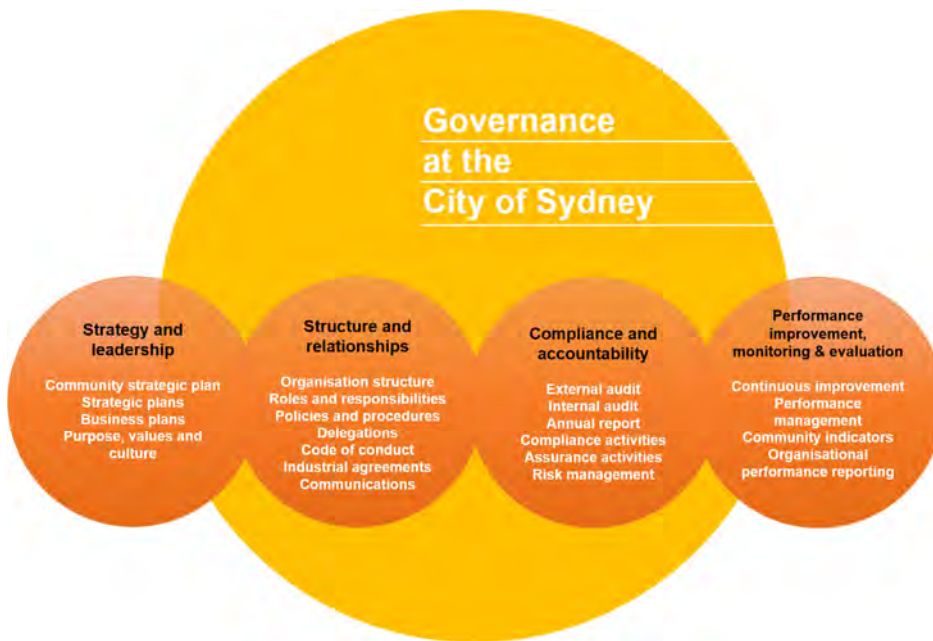 Governance
at the
City of Sydney
Strategy and
leadership
Community strategic plan
Strategic plans
Business plans
Purpose, values and
culture
Structure and
relationships
Organisation structure
Roles and responsibilities
Policies and procedures
Delegations
Code of conduct
Industrial agreements
Communications
Compliance and
accountability
External audit
Internal audit
Annual report
Compliance activities
Assurance activities
Risk management
Performance
improvement,
monitoring & evaluation
Continuous improvement
Performance
management
Community indicators
Organisational
performance reporting